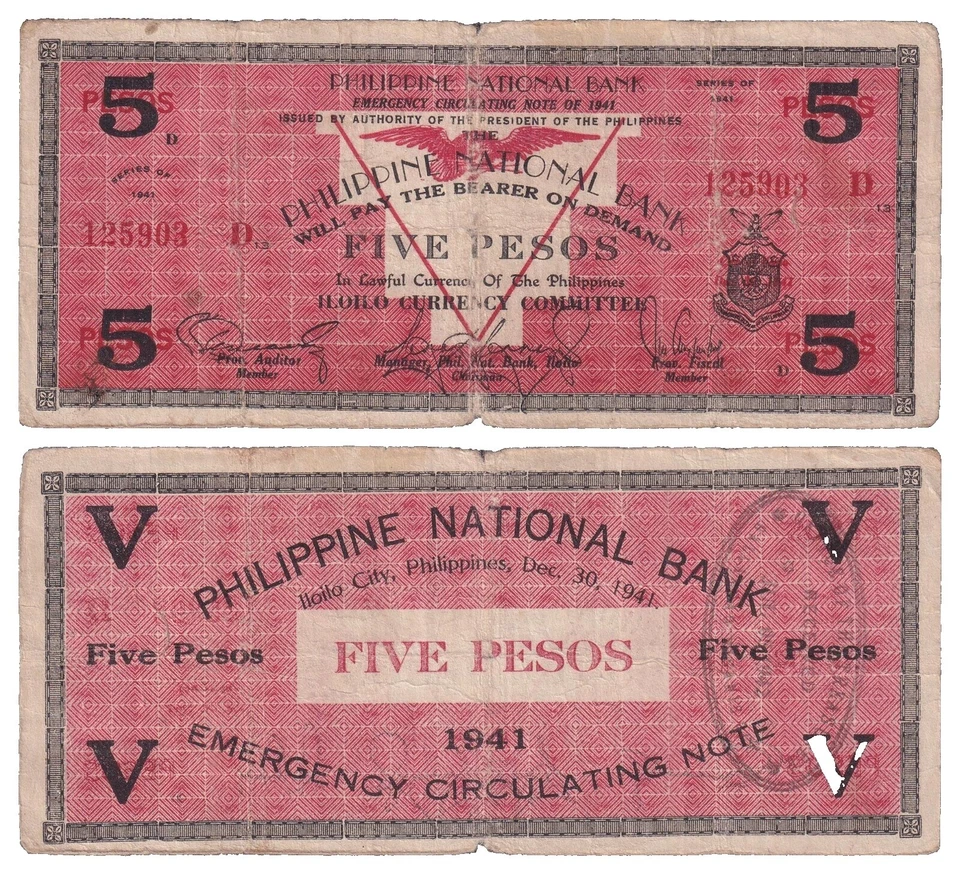 PHILIPPINE NATIONAL BANK
EMERGENCY CIRCULATING NOTE OF 1941
ISSUED BY AUTHORITY OF THE PRESIDENT OF THE PHILIPPINES
THE
PHILIPPINE NATIONAL BANK
WILL PAY THE BEARER ON DEMAND
FIVE PESOS
In Lawful Currency Of The Philippines
ILOILO CURRENCY COMMITTEE
5 PESOS
D
SERIES OF
1941
125903 D 13
5 PESOS
Prov. Auditor
Member
Manager, Phil. Nat. Bank, Iloilo
Chairman
Prov. Fiscal
Member
SERIES OF
1941
5 PESOS
125903 D
13
D
5 PESOS
V
V
PHILIPPINE NATIONAL BANK
Iloilo City, Philippines, Dec. 30, 1941
Five Pesos
FIVE PESOS
Five Pesos
1941
EMERGENCY CIRCULATING NOTE
V
V